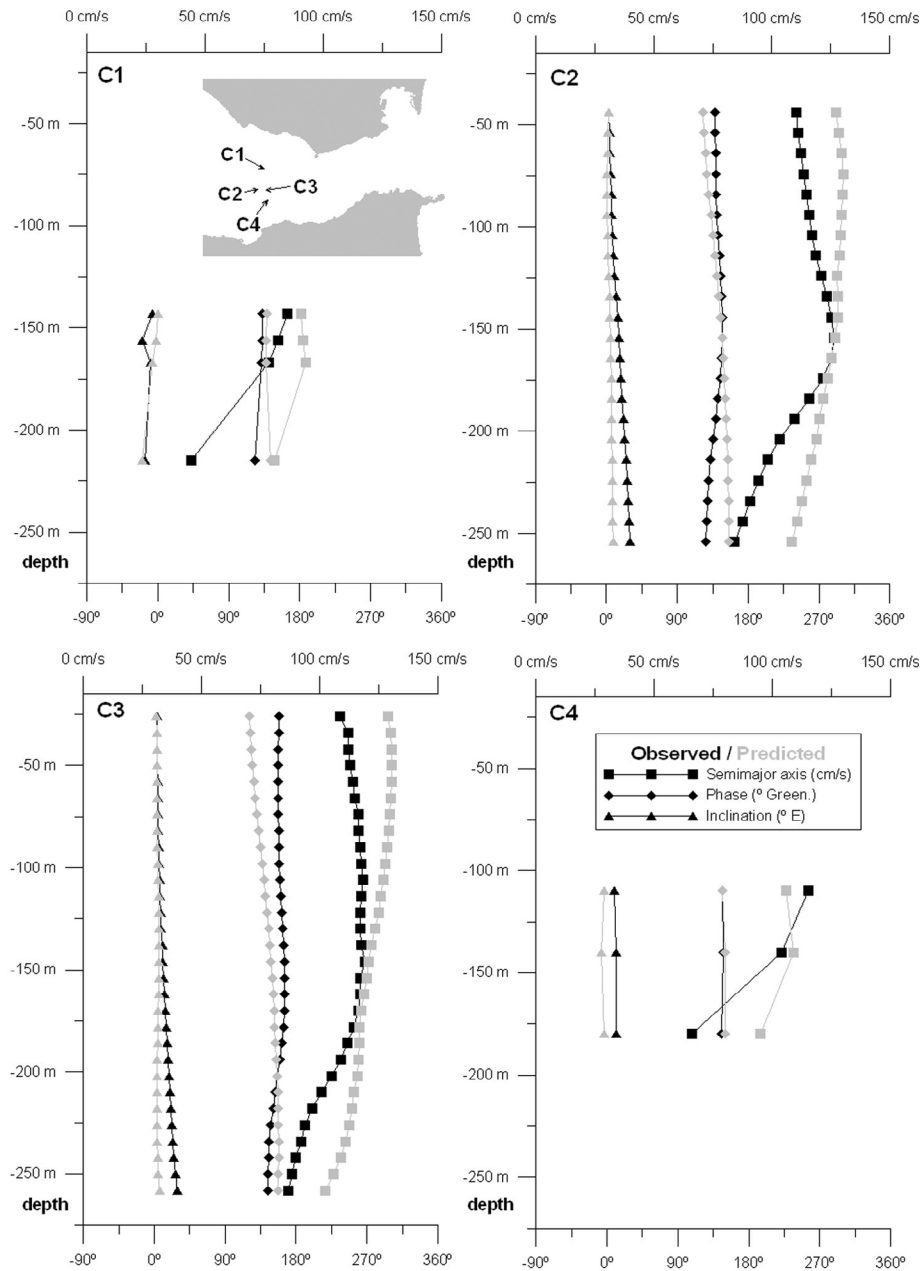 0 cm/s 50 cm/s 100 cm/s 150 cm/s
C1
C1
C2 C3
C4
-50 m
-100 m
-150 m
-200 m
-250 m
depth
-90º 0º 90º 180º 270º 360º
0 cm/s 50 cm/s 100 cm/s 150 cm/s
C2
-50 m
-100 m
-150 m
-200 m
-250 m
depth
-90º 0º 90º 180º 270º 360º
0 cm/s 50 cm/s 100 cm/s 150 cm/s
C3
-50 m
-100 m
-150 m
-200 m
-250 m
depth
-90º 0º 90º 180º 270º 360º
0 cm/s 50 cm/s 100 cm/s 150 cm/s
C4
Observed / Predicted
Semimajor axis (cm/s)
Phase (º Green.)
Inclination (º E)
-50 m
-100 m
-150 m
-200 m
-250 m
depth
-90º 0º 90º 180º 270º 360º